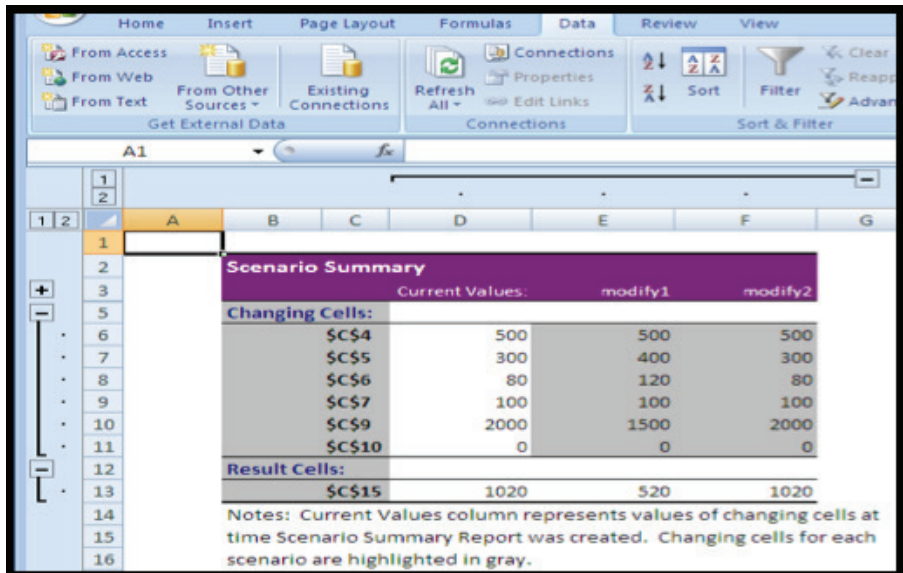 Home Insert Page Layout Formulas Data Review View
From Access
From Web
From Text
From Other Sources
Existing Connections
Get External Data
Refresh All
Connections
Properties
Edit Links
Connections
Sort
Filter
Clear
Reapp
Advan
Sort & Filter
A1 fx
1
2
1 2 A B C D E F G
1
2 Scenario Summary
3 Current Values: modify1 modify2
5 Changing Cells:
6 $C$4 500 500 500
7 $C$5 300 400 300
8 $C$6 80 120 80
9 $C$7 100 100 100
10 $C$9 2000 1500 2000
11 $C$10 0 0 0
12 Result Cells:
13 $C$15 1020 520 1020
14 Notes: Current Values column represents values of changing cells at
15 time Scenario Summary Report was created. Changing cells for each
16 scenario are highlighted in gray.